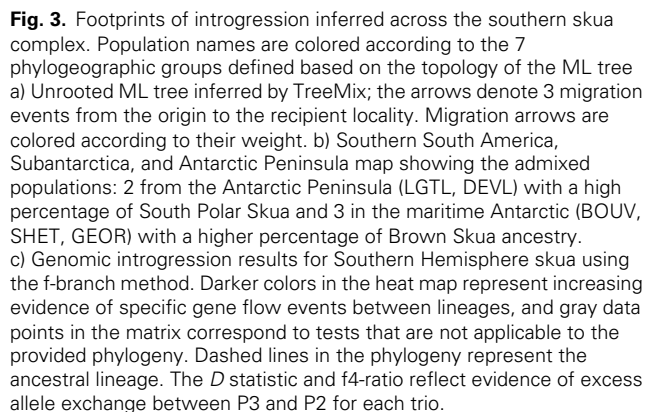 Fig. 3. Footprints of introgression inferred across the southern skua
complex. Population names are colored according to the 7
phylogeographic groups defined based on the topology of the ML tree
a) Unrooted ML tree inferred by TreeMix; the arrows denote 3 migration
events from the origin to the recipient locality. Migration arrows are
colored according to their weight. b) Southern South America,
Subantarctica, and Antarctic Peninsula map showing the admixed
populations: 2 from the Antarctic Peninsula (LGTL, DEVL) with a high
percentage of South Polar Skua and 3 in the maritime Antarctic (BOUV,
SHET, GEOR) with a higher percentage of Brown Skua ancestry.
c) Genomic introgression results for Southern Hemisphere skua using
the f-branch method. Darker colors in the heat map represent increasing
evidence of specific gene flow events between lineages, and gray data
points in the matrix correspond to tests that are not applicable to the
provided phylogeny. Dashed lines in the phylogeny represent the
ancestral lineage. The D statistic and f4-ratio reflect evidence of excess
allele exchange between P3 and P2 for each trio.